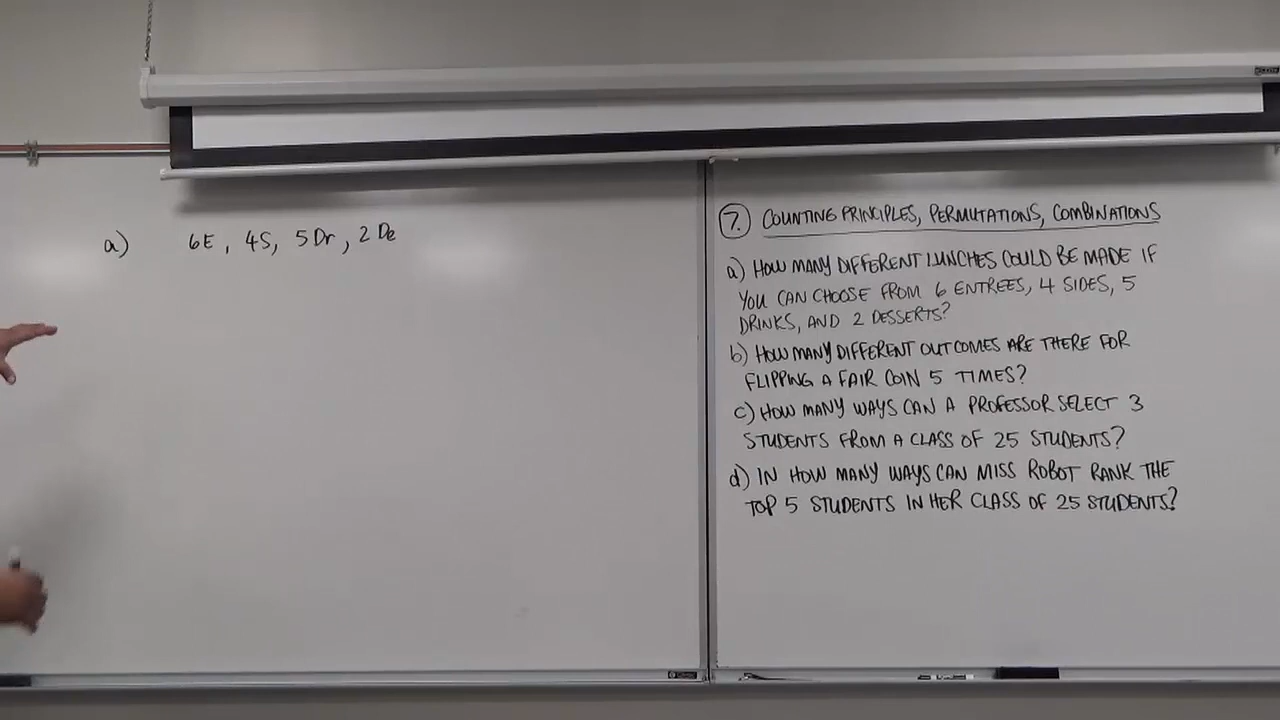 a) 6E, 4S, 5Dr, 2De
7. COUNTING PRINCIPLES, PERMUTATIONS, COMBINATIONS
a) HOW MANY DIFFERENT LUNCHES COULD BE MADE IF
YOU CAN CHOOSE FROM 6 ENTREES, 4 SIDES, 5
DRINKS, AND 2 DESSERTS?
b) HOW MANY DIFFERENT OUTCOMES ARE THERE FOR
FLIPPING A FAIR COIN 5 TIMES?
c) HOW MANY WAYS CAN A PROFESSOR SELECT 3
STUDENTS FROM A CLASS OF 25 STUDENTS?
d) IN HOW MANY WAYS CAN MISS ROBOT RANK THE
TOP 5 STUDENTS IN HER CLASS OF 25 STUDENTS?